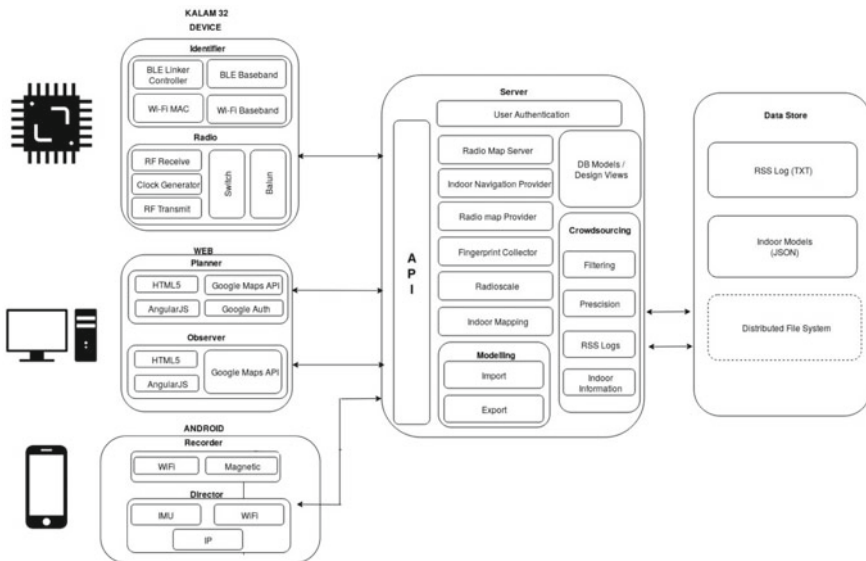 KALAM 32
DEVICE
Identifier
BLE Linker
Controller
BLE Baseband
Wi-Fi MAC
Wi-Fi Baseband
Radio
RF Receive
Clock Generator
RF Transmit
Switch
Balun
WEB
Planner
HTML5
Google Maps API
AngularJS
Google Auth
Observer
HTML5
AngularJS
Google Maps API
ANDROID
Recorder
WiFi
Magnetic
Director
IMU
WiFi
IP
Server
API
User Authentication
Radio Map Server
Indoor Navigation Provider
Radio map Provider
Fingerprint Collector
Radioscale
Indoor Mapping
Modelling
Import
Export
DB Models /
Design Views
Crowdsourcing
Filtering
Prescision
RSS Logs
Indoor
Information
Data Store
RSS Log (TXT)
Indoor Models
(JSON)
Distributed File System